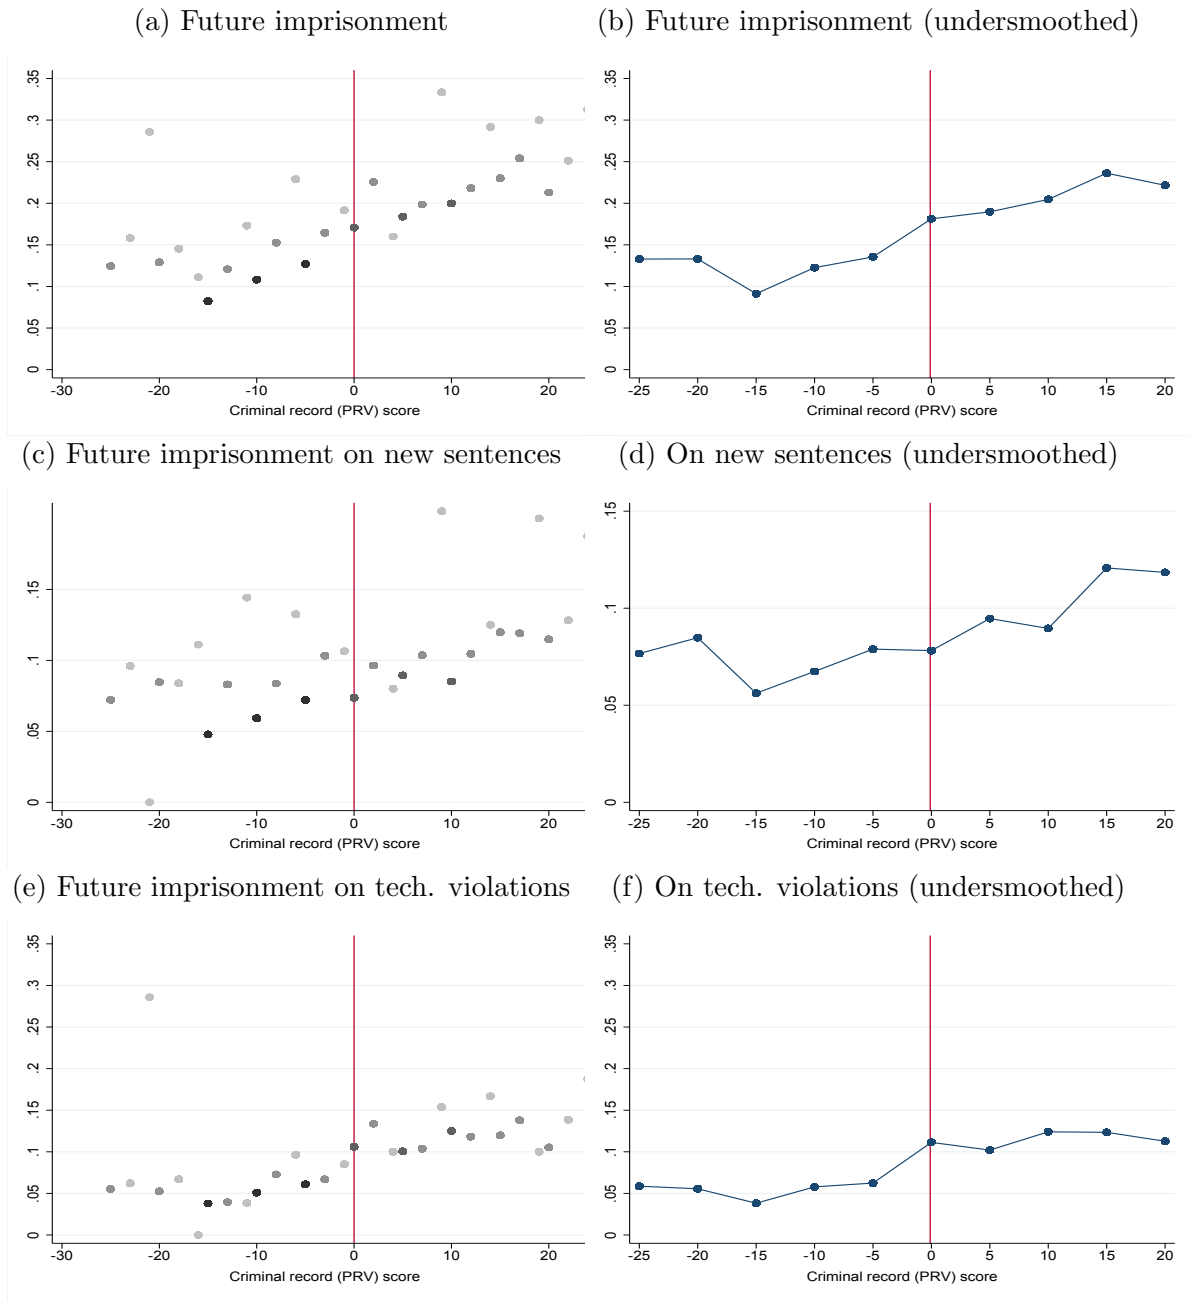 (a) Future imprisonment
(b) Future imprisonment (undersmoothed)
.35
.3
.25
.2
.15
.1
.05
0
-30 -20 -10 0 10 20
Criminal record (PRV) score
.35
.3
.25
.2
.15
.1
.05
0
-25 -20 -15 -10 -5 0 5 10 15 20
Criminal record (PRV) score
(c) Future imprisonment on new sentences
(d) On new sentences (undersmoothed)
.15
.1
.05
0
-30 -20 -10 0 10 20
Criminal record (PRV) score
.15
.1
.05
0
-25 -20 -15 -10 -5 0 5 10 15 20
Criminal record (PRV) score
(e) Future imprisonment on tech. violations
(f) On tech. violations (undersmoothed)
.35
.3
.25
.2
.15
.1
.05
0
-30 -20 -10 0 10 20
Criminal record (PRV) score
.35
.3
.25
.2
.15
.1
.05
0
-25 -20 -15 -10 -5 0 5 10 15 20
Criminal record (PRV) score